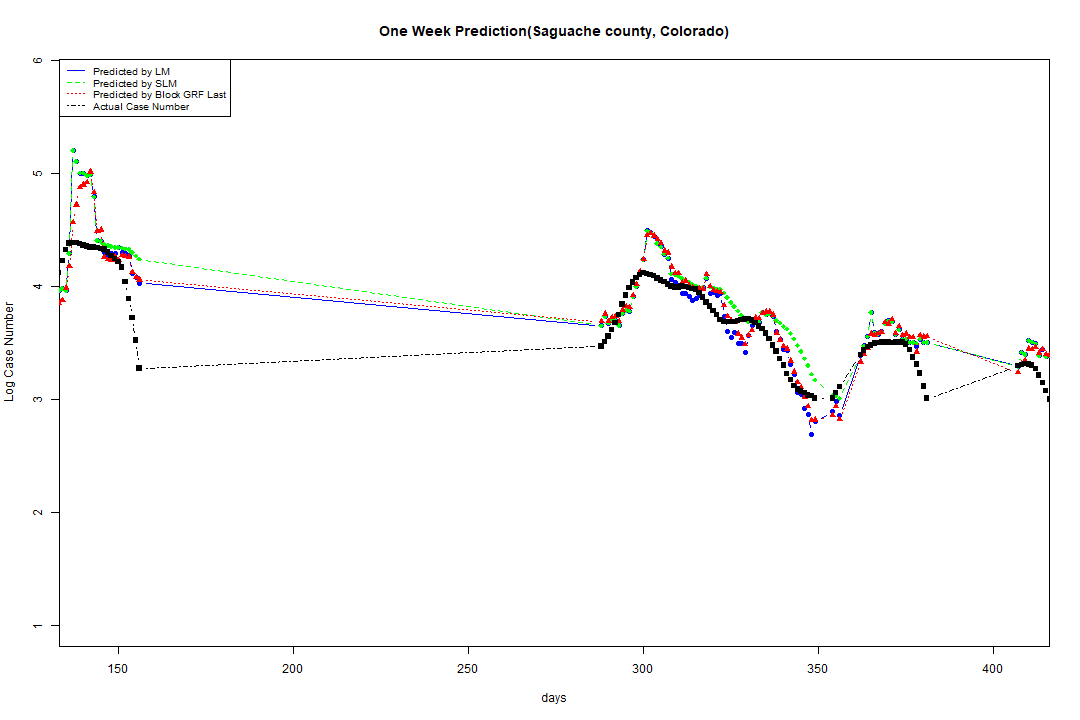 One Week Prediction(Saguache county, Colorado)
Predicted by LM
Predicted by SLM
Predicted by Block GRF Last
Actual Case Number
6
5
4
3
2
1
Log Case Number
150 200 250 300 350 400
days